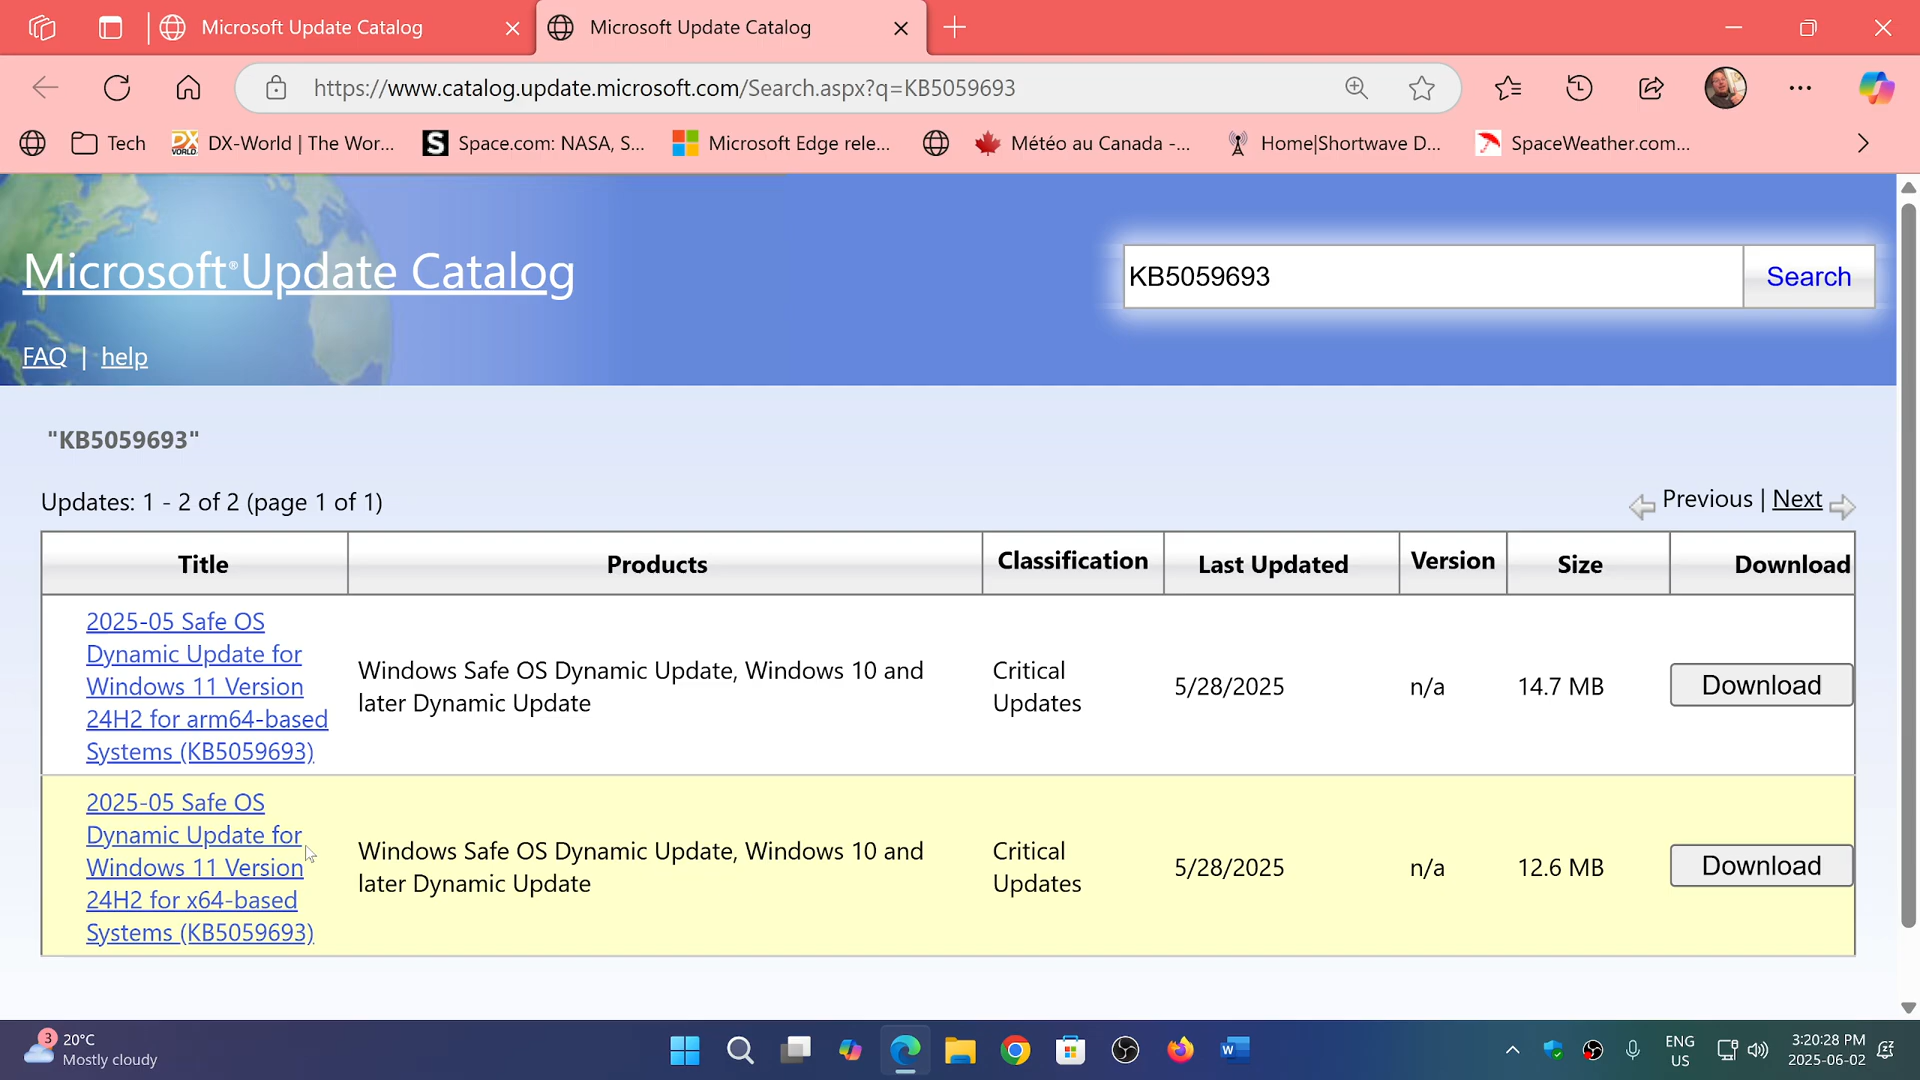 Microsoft Update Catalog
Microsoft Update Catalog
https://www.catalog.update.microsoft.com/Search.aspx?q=KB5059693
Tech
DX WORLD
DX-World | The Wor...
S
Space.com: NASA, S...
Microsoft Edge rele...
Météo au Canada -...
Home|Shortwave D...
SpaceWeather.com...
Microsoft®Update Catalog
KB5059693
Search
FAQ | help
"KB5059693"
Updates: 1 - 2 of 2 (page 1 of 1)
Previous | Next
Title Products Classification Last Updated Version Size Download
2025-05 Safe OS
Dynamic Update for
Windows 11 Version
24H2 for arm64-based
Systems (KB5059693)
Windows Safe OS Dynamic Update, Windows 10 and
later Dynamic Update
Critical
Updates
5/28/2025
n/a
14.7 MB
Download
2025-05 Safe OS
Dynamic Update for
Windows 11 Version
24H2 for x64-based
Systems (KB5059693)
Windows Safe OS Dynamic Update, Windows 10 and
later Dynamic Update
Critical
Updates
5/28/2025
n/a
12.6 MB
Download
3
20°C
Mostly cloudy
W
ENG
US
3:20:28 PM
2025-06-02